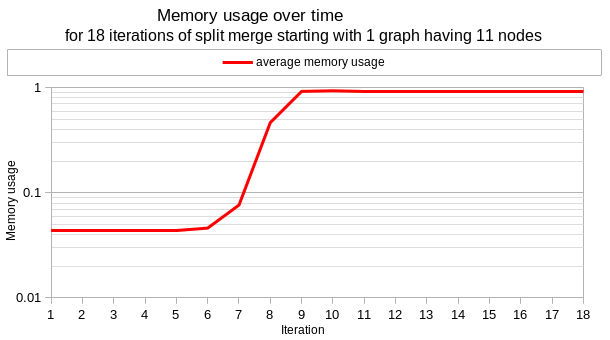 Memory usage over time
for 18 iterations of split merge starting with 1 graph having 11 nodes
average memory usage
1
0.1
0.01
Memory usage
1 2 3 4 5 6 7 8 9 10 11 12 13 14 15 16 17 18
Iteration